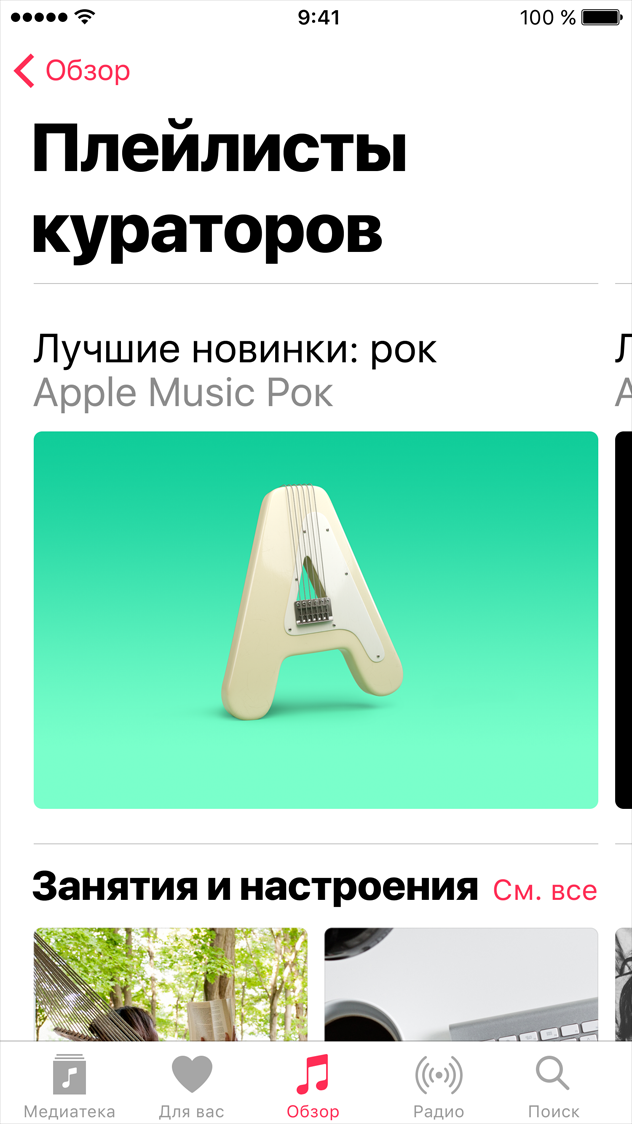 9:41
100 %
Обзор
Плейлисты
кураторов
Лучшие новинки: рок
Apple Music Рок
Занятия и настроения
См. все
Медиатека
Для вас
Обзор
Радио
Поиск